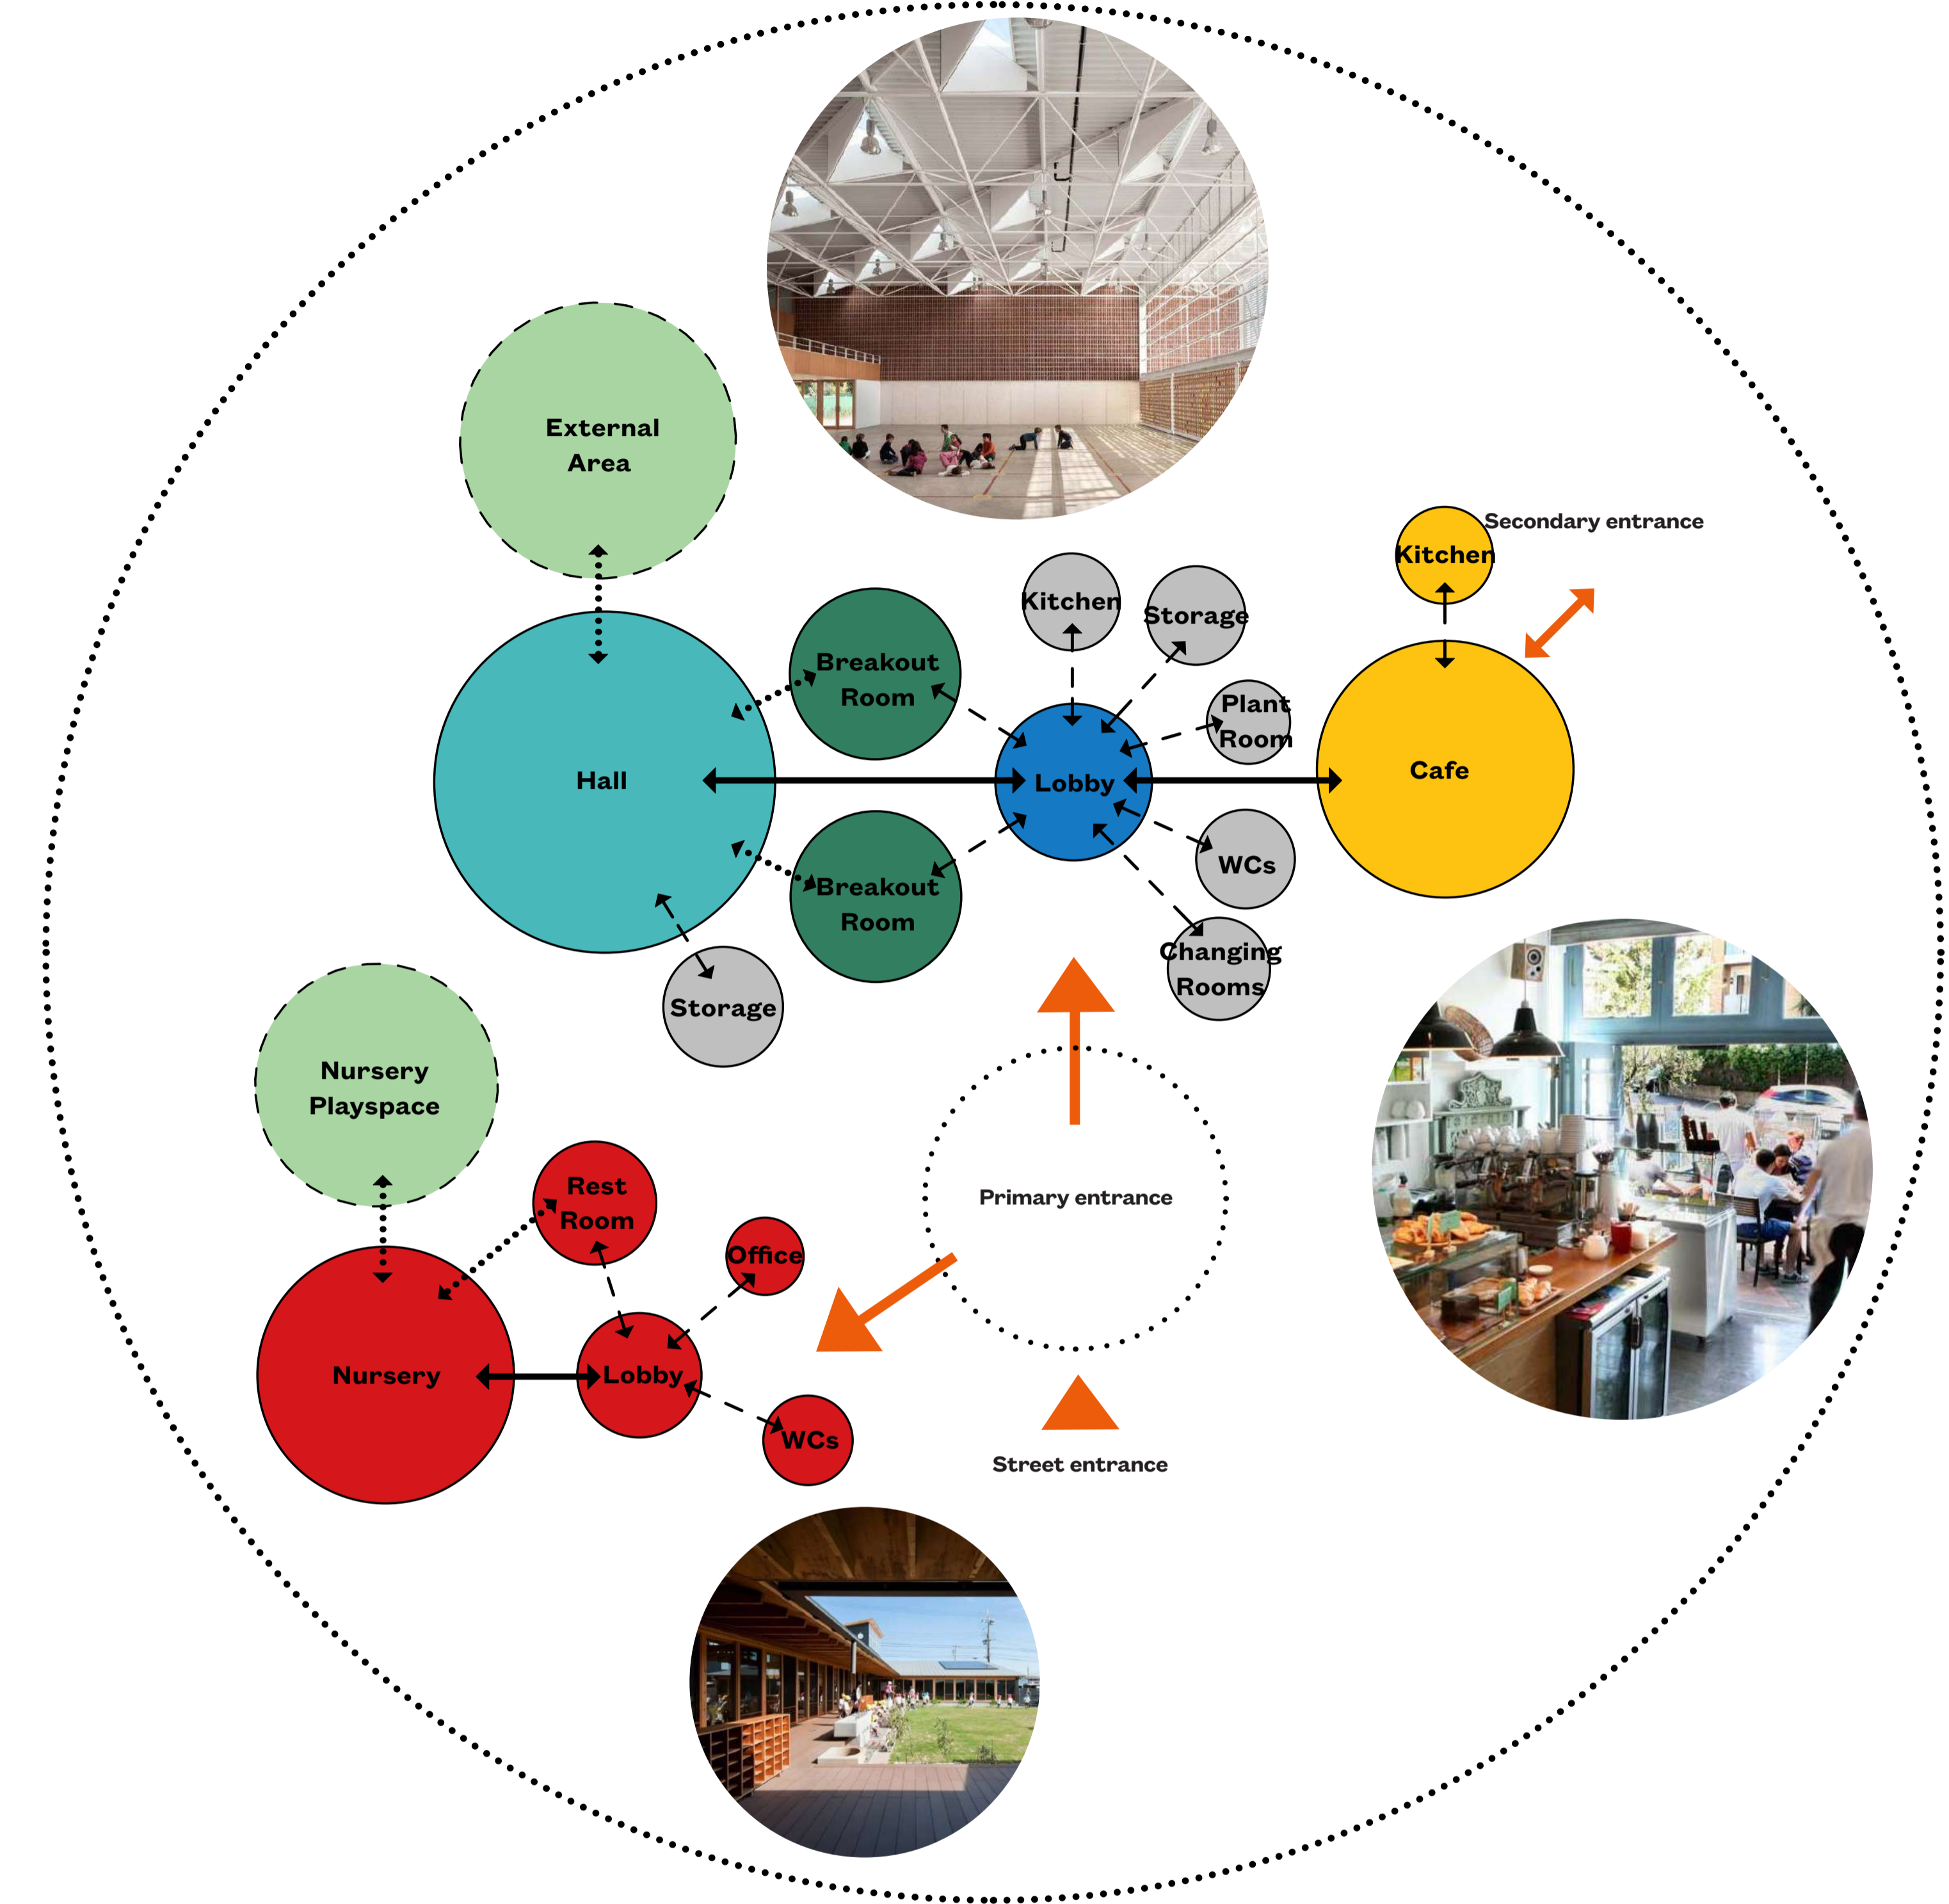 External
Area
Secondary entrance
Kitchen
Kitchen
Storage
Breakout
Room
Plant
Room
Hall
Lobby
Cafe
WCs
Breakout
Room
Changing
Rooms
Storage
Nursery
Playspace
Rest
Room
Primary entrance
Office
Nursery
Lobby
WCs
Street entrance